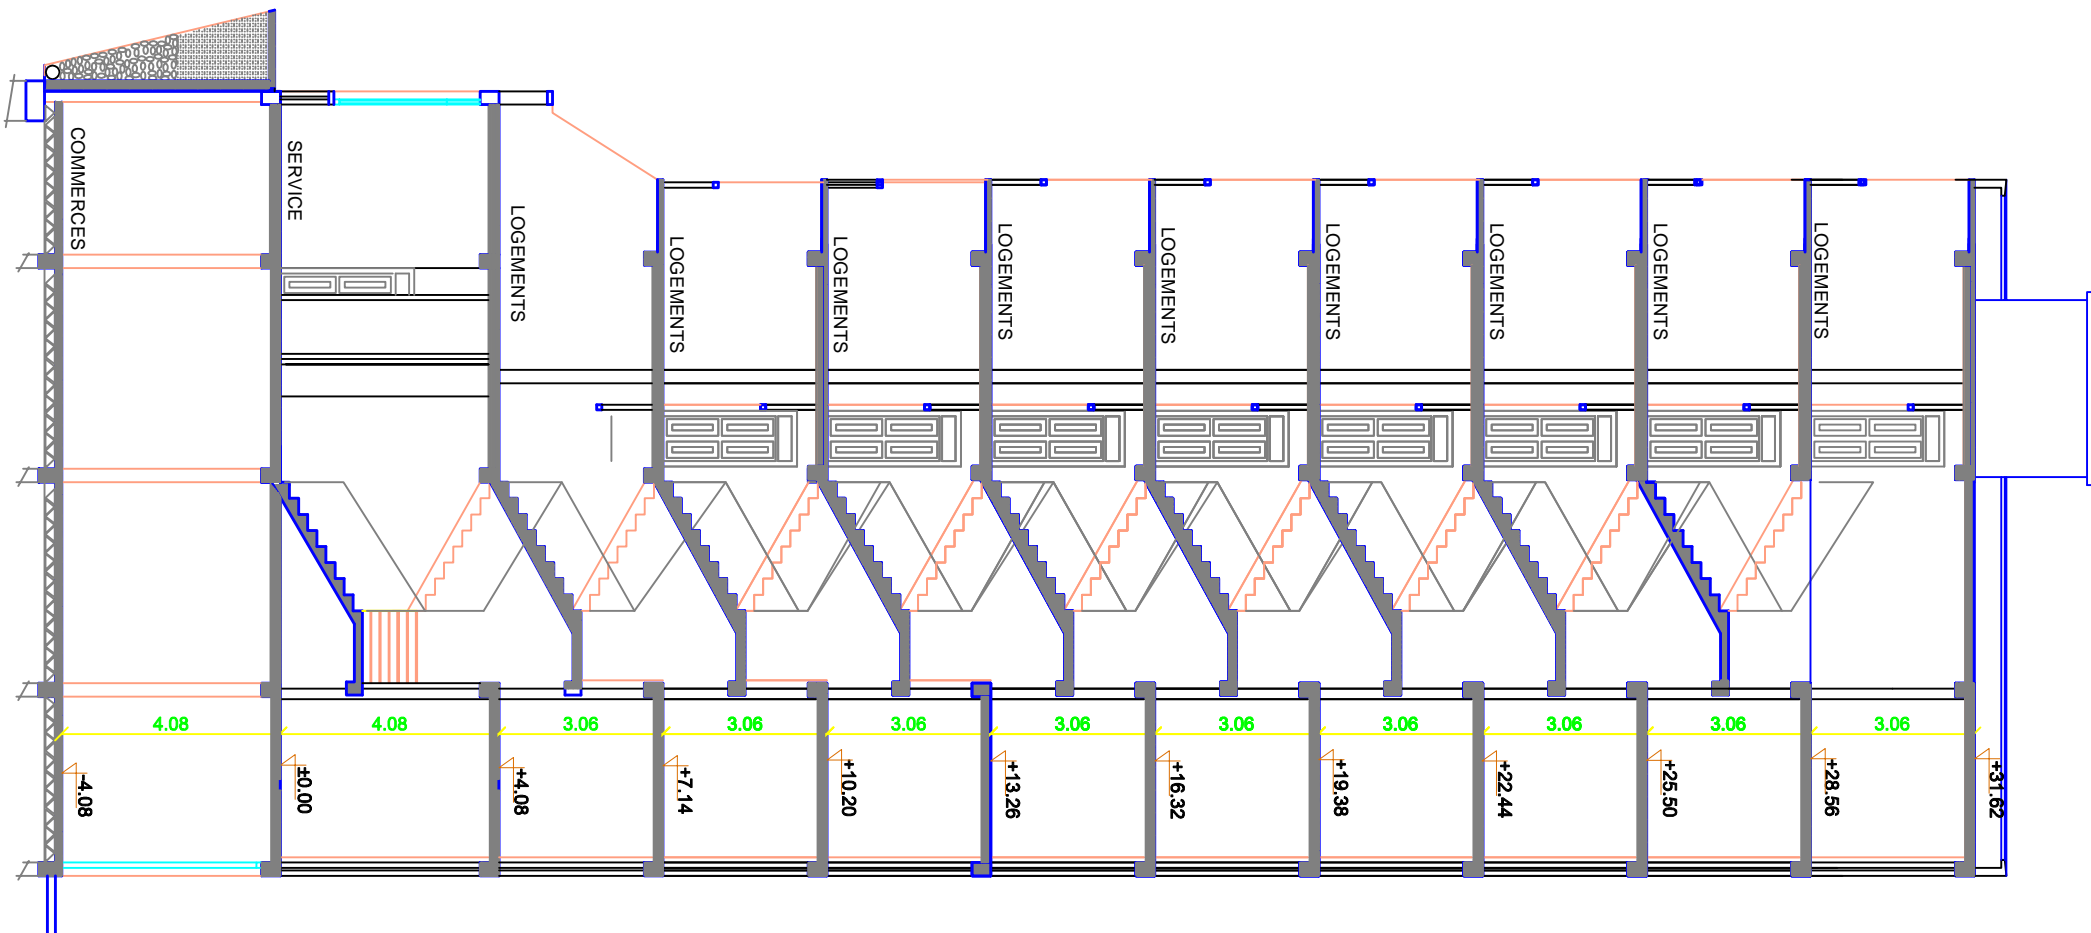 COMMERCES
SERVICE
LOGEMENTS
LOGEMENTS
LOGEMENTS
LOGEMENTS
LOGEMENTS
LOGEMENTS
LOGEMENTS
LOGEMENTS
LOGEMENTS
4.08
4.08
3.06
3.06
3.06
3.06
3.06
3.06
3.06
3.06
3.06
-4.08
±0.00
+4.08
+7.14
+10.20
+13.26
+16.32
+19.38
+22.44
+25.50
+28.56
+31.62